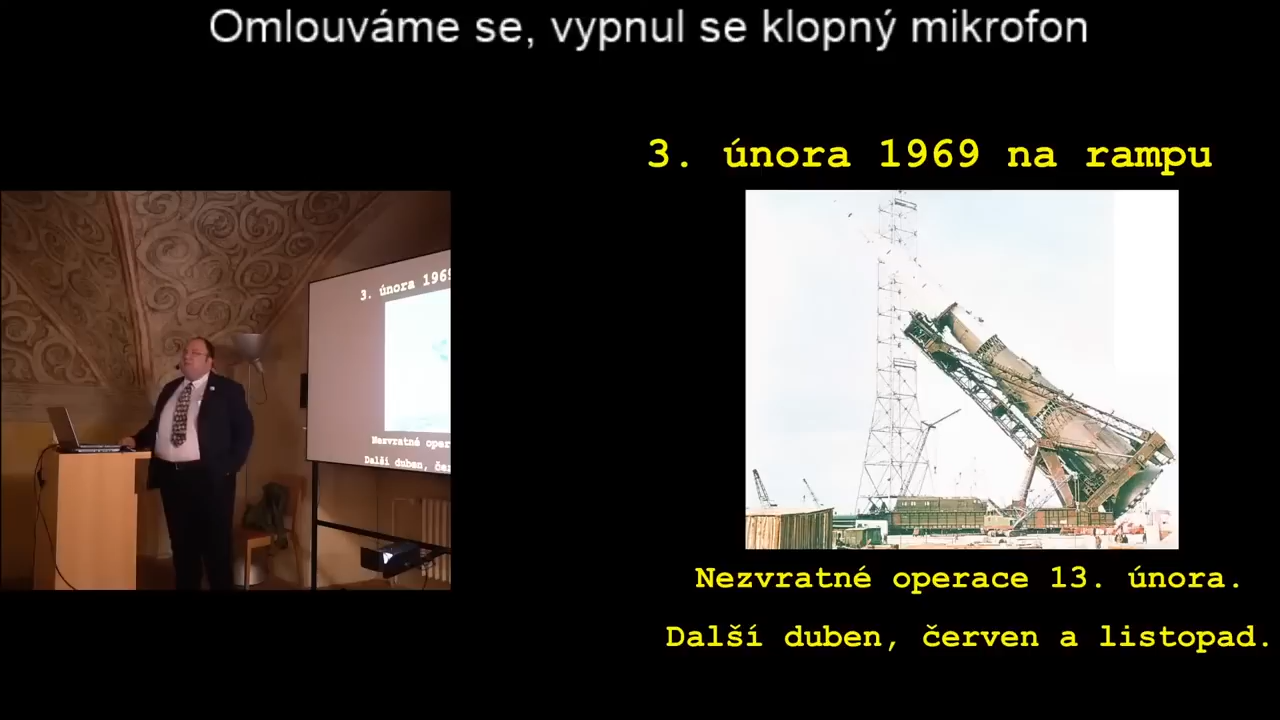 Omlouváme se, vypnul se klopný mikrofon
3. února 1969 na rampu
3. února 196
Nezvratné oper
Další duben, če
Nezvratné operace 13. února.
Další duben, červen a listopad.